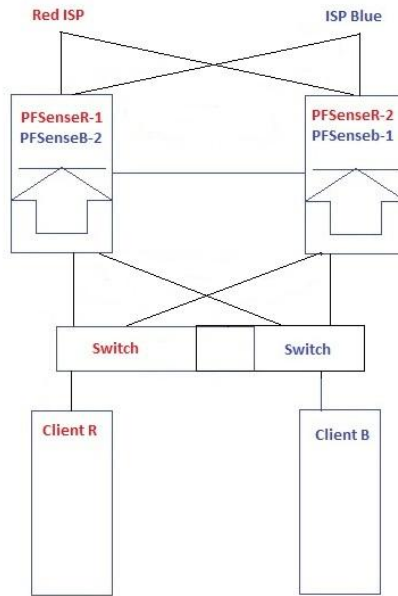 Red ISP
ISP Blue
PFSenseR-1
PFSenseB-2
PFSenseR-2
PFSenseb-1
Switch
Switch
Client R
Client B